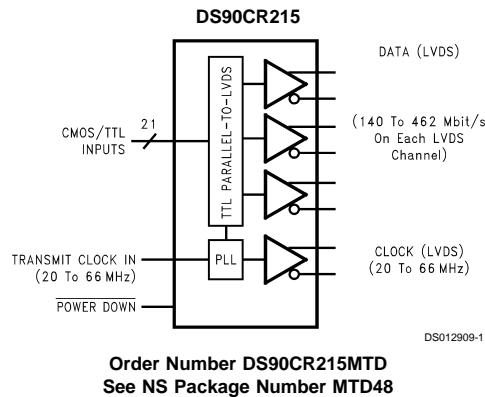 DS90CR215
DATA (LVDS)
TTL PARALLEL-TO-LVDS
21
CMOS/TTL
INPUTS
(140 To 462 Mbit/s
On Each LVDS
Channel)
TRANSMIT CLOCK IN
(20 To 66 MHz)
PLL
CLOCK (LVDS)
(20 To 66 MHz)
POWER DOWN
DS012909-1
Order Number DS90CR215MTD
See NS Package Number MTD48